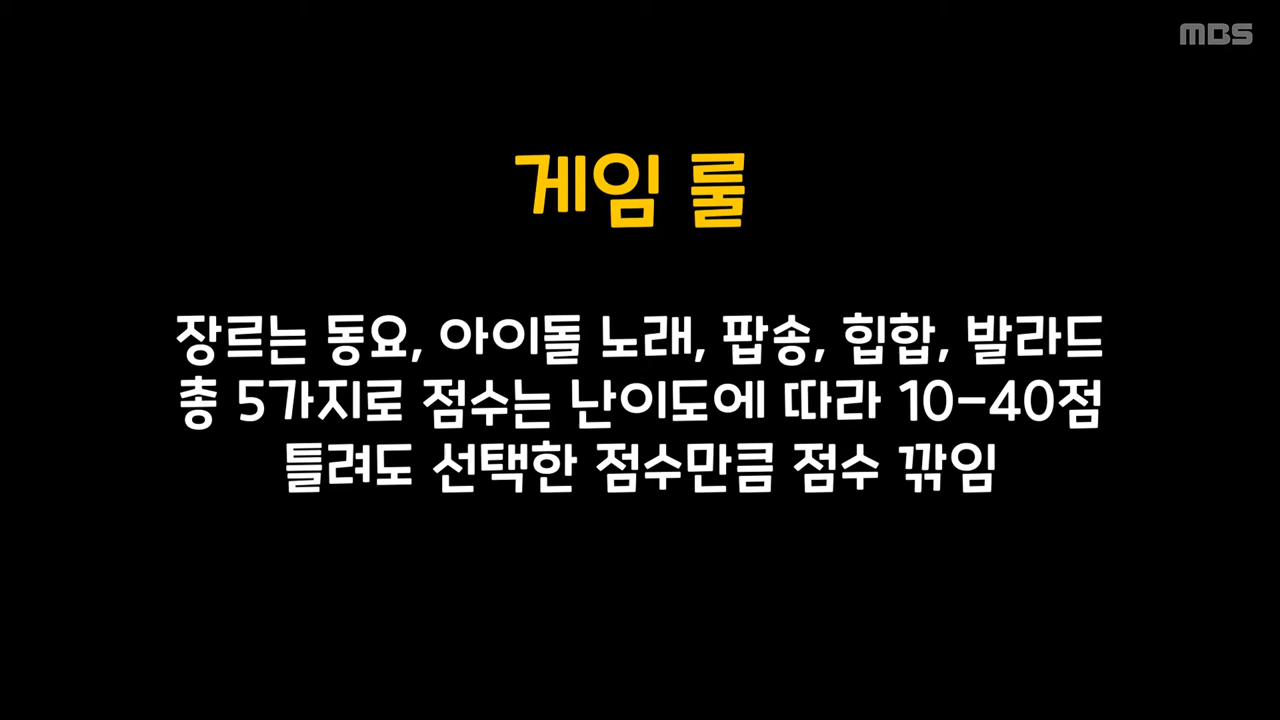 MBS
게임 룰
장르는 동요, 아이돌 노래, 팝송, 힙합, 발라드
총 5가지로 점수는 난이도에 따라 10-40점
틀려도 선택한 점수만큼 점수 깎임